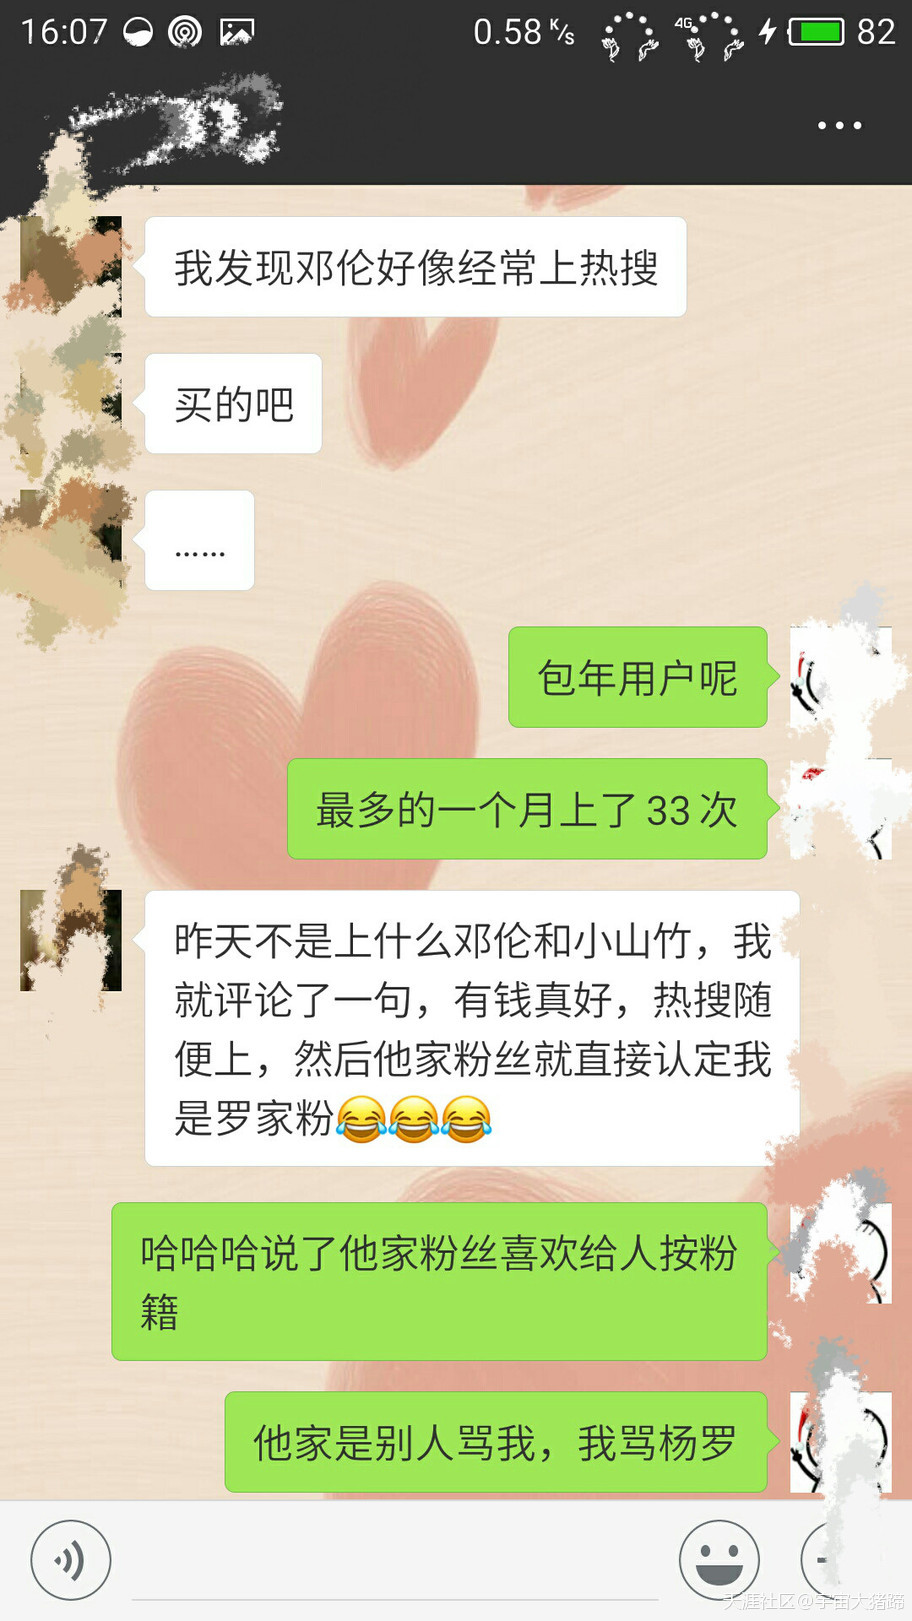 16:07 0.58 K/s 4G 82
我发现邓伦好像经常上热搜
买的吧
……
包年用户呢
最多的一个月上了33次
昨天不是上什么邓伦和小山竹，我
就评论了一句，有钱真好，热搜随
便上，然后他家粉丝就直接认定我
是罗家粉😂😂😂
哈哈哈说了他家粉丝喜欢给人按粉
籍
他家是别人骂我，我骂杨罗
天涯社区@宇宙大猪蹄